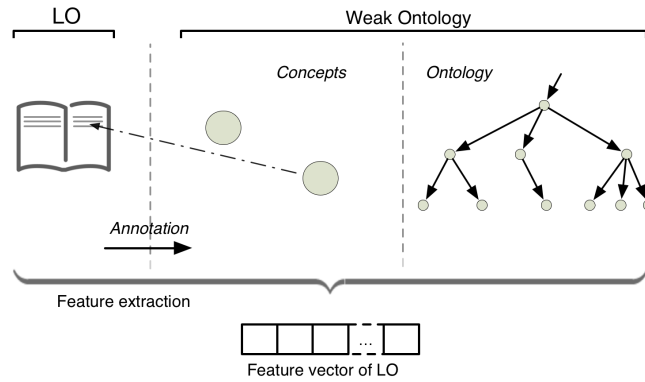 LO
Weak Ontology
Concepts
Ontology
Annotation
Feature extraction
...
Feature vector of LO